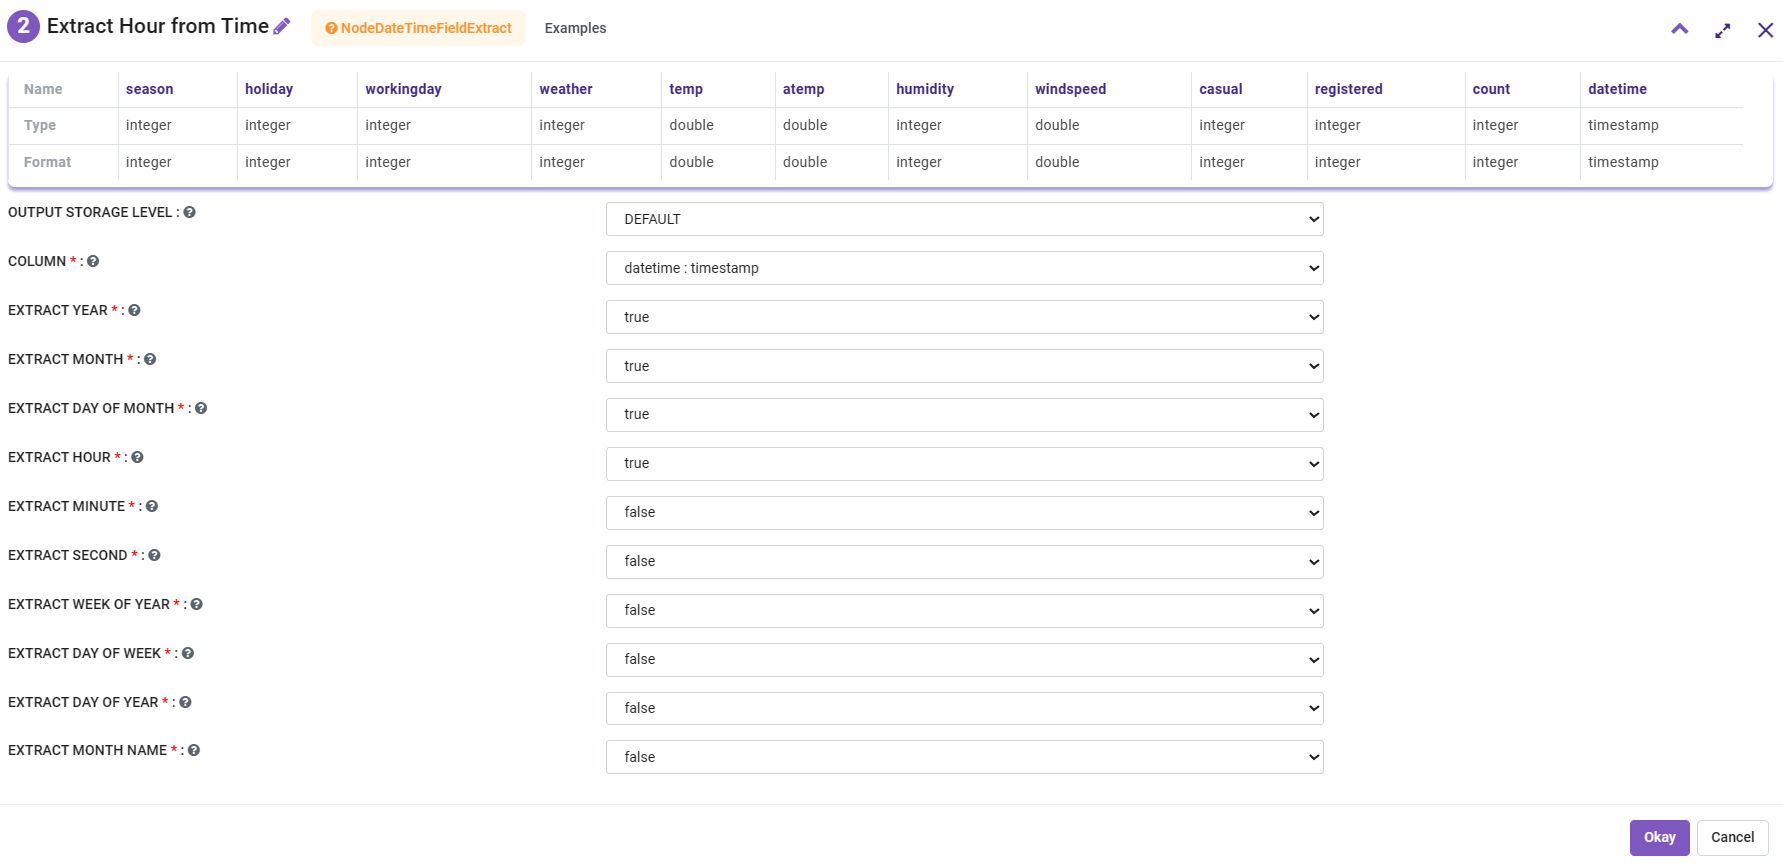 2 Extract Hour from Time NodeDateTimeFieldExtract Examples
Name season holiday workingday weather temp atemp humidity windspeed casual registered count datetime
Type integer integer integer integer double double integer double integer integer integer timestamp
Format integer integer integer integer double double integer double integer integer integer timestamp
OUTPUT STORAGE LEVEL : DEFAULT
COLUMN * : datetime : timestamp
EXTRACT YEAR * : true
EXTRACT MONTH * : true
EXTRACT DAY OF MONTH * : true
EXTRACT HOUR * : true
EXTRACT MINUTE * : false
EXTRACT SECOND * : false
EXTRACT WEEK OF YEAR * : false
EXTRACT DAY OF WEEK * : false
EXTRACT DAY OF YEAR * : false
EXTRACT MONTH NAME * : false
Okay Cancel